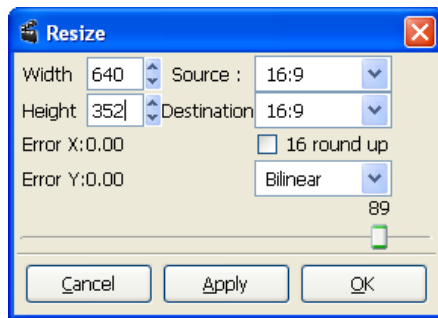 Resize
Width 640 Source : 16:9
Height 352 Destination 16:9
Error X:0.00 16 round up
Error Y:0.00 Bilinear
89
Cancel Apply OK